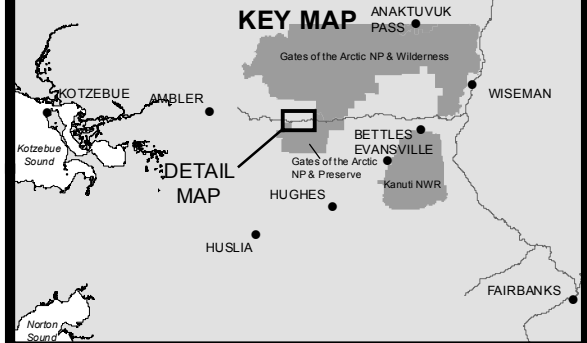 KEY MAP
ANAKTUVUK
PASS
Gates of the Arctic NP & Wilderness
KOTZEBUE
AMBLER
WISEMAN
Kotzebue
Sound
BETTLES
EVANSVILLE
DETAIL
MAP
Gates of the Arctic
NP & Preserve
Kanuti NWR
HUGHES
HUSLIA
FAIRBANKS
Norton
Sound